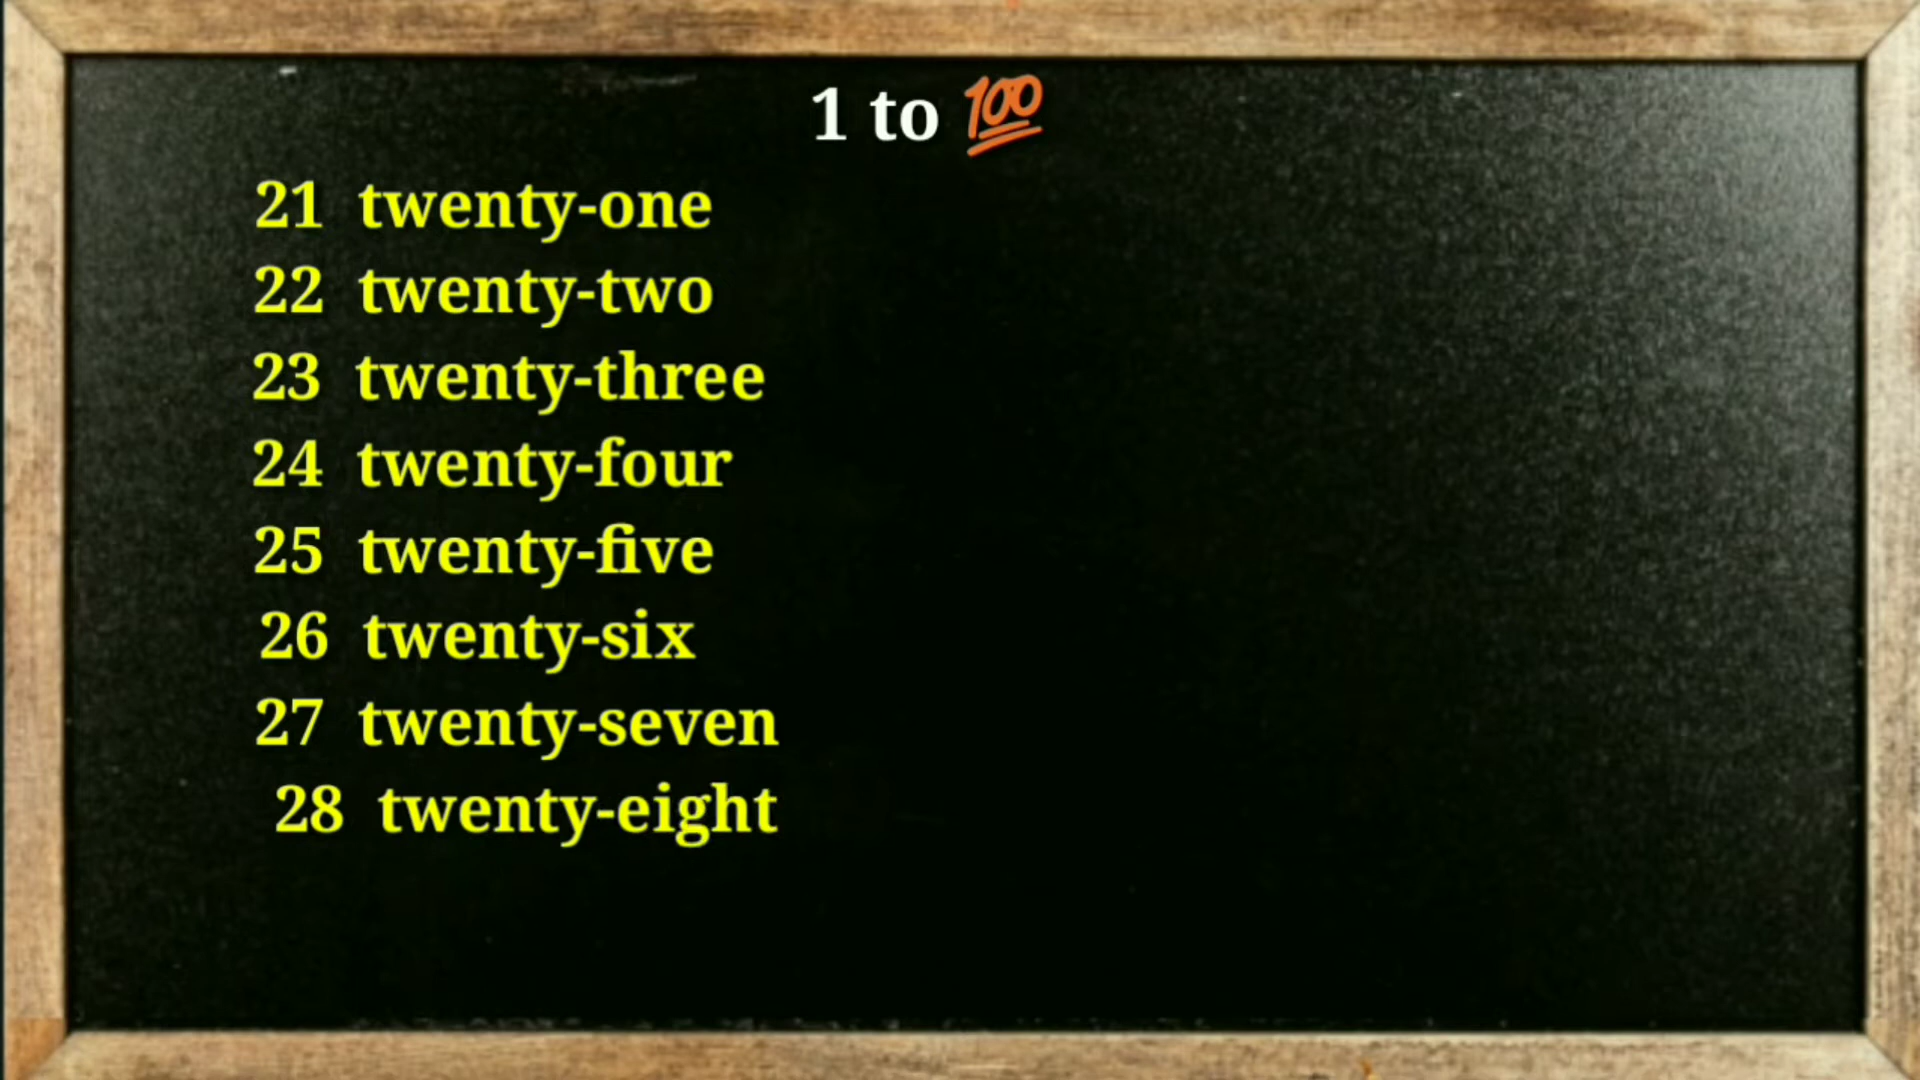 1 to 💯
21 twenty-one
22 twenty-two
23 twenty-three
24 twenty-four
25 twenty-five
26 twenty-six
27 twenty-seven
28 twenty-eight